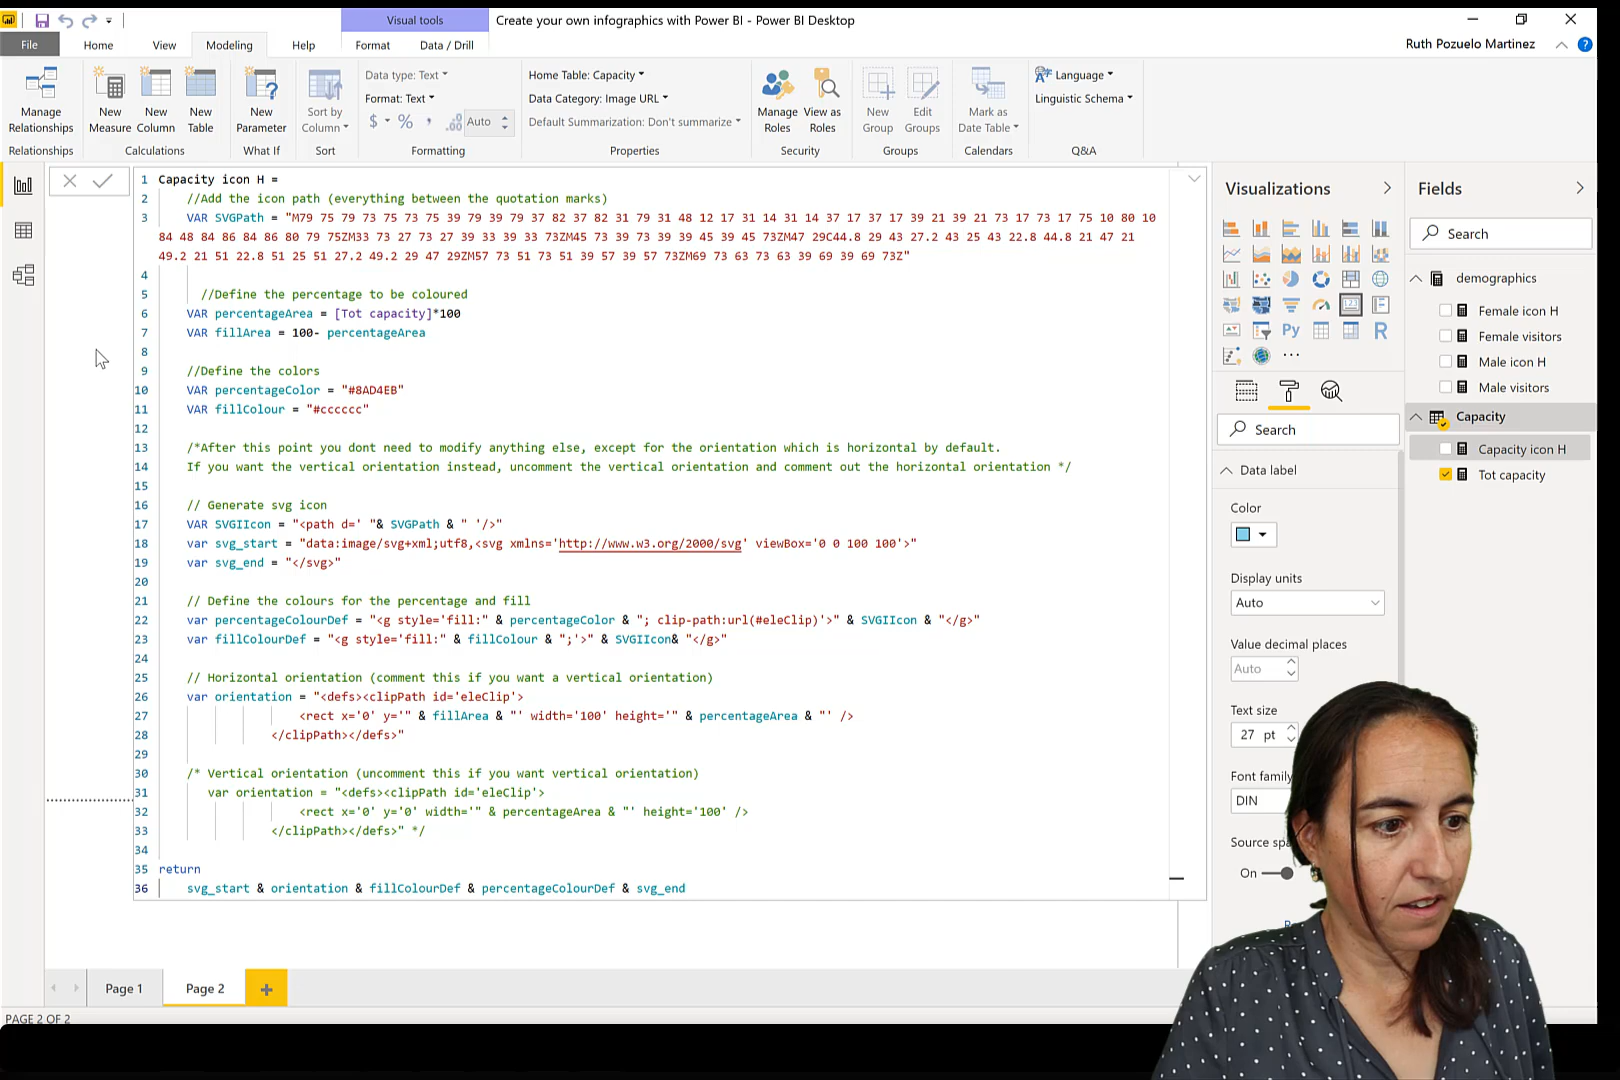 Visual tools
Create your own infographics with Power BI - Power BI Desktop
File
Home
View
Modeling
Help
Format
Data / Drill
Ruth Pozuelo Martinez
Manage Relationships
New Measure
New Column
New Table
New Parameter
Sort by Column
Data type: Text
Format: Text
$ % , .00 Auto
Home Table: Capacity
Data Category: Image URL
Default Summarization: Don't summarize
Manage Roles
View as Roles
New Group
Edit Groups
Mark as Date Table
Language
Linguistic Schema
Relationships
Calculations
What If
Sort
Formatting
Properties
Security
Groups
Calendars
Q&A
1 Capacity icon H =
2 //Add the icon path (everything between the quotation marks)
3 VAR SVGPath = "M79 75 79 73 75 73 75 39 79 39 79 37 82 37 82 31 79 31 48 12 17 31 14 31 14 37 17 37 17 39 21 39 21 73 17 73 17 75 10 80 10
84 48 84 86 84 86 80 79 75ZM33 73 27 73 27 39 33 39 33 73ZM45 73 39 73 39 39 45 39 45 73ZM47 29C44.8 29 43 27.2 43 25 43 22.8 44.8 21 47 21
49.2 21 51 22.8 51 25 51 27.2 49.2 29 47 29ZM57 73 51 73 51 39 57 39 57 73ZM69 73 63 73 63 39 69 39 69 73Z"
4
5 //Define the percentage to be coloured
6 VAR percentageArea = [Tot capacity]*100
7 VAR fillArea = 100- percentageArea
8
9 //Define the colors
10 VAR percentageColor = "#8AD4EB"
11 VAR fillColour = "#cccccc"
12
13 /*After this point you dont need to modify anything else, except for the orientation which is horizontal by default.
14 If you want the vertical orientation instead, uncomment the vertical orientation and comment out the horizontal orientation */
15
16 // Generate svg icon
17 VAR SVGIIcon = "<path d=' "& SVGPath & " '/>"
18 var svg_start = "data:image/svg+xml;utf8,<svg xmlns='http://www.w3.org/2000/svg' viewBox='0 0 100 100'>"
19 var svg_end = "</svg>"
20
21 // Define the colours for the percentage and fill
22 var percentageColourDef = "<g style='fill:" & percentageColor & "; clip-path:url(#eleClip)'>" & SVGIIcon & "</g>"
23 var fillColourDef = "<g style='fill:" & fillColour & ";'>" & SVGIIcon& "</g>"
24
25 // Horizontal orientation (comment this if you want a vertical orientation)
26 var orientation = "<defs><clipPath id='eleClip'>
27 <rect x='0' y='" & fillArea & "' width='100' height='" & percentageArea & "' />
28 </clipPath></defs>"
29
30 /* Vertical orientation (uncomment this if you want vertical orientation)
31 var orientation = "<defs><clipPath id='eleClip'>
32 <rect x='0' y='0' width='" & percentageArea & "' height='100' />
33 </clipPath></defs>" */
34
35 return
36 svg_start & orientation & fillColourDef & percentageColourDef & svg_end
Visualizations
Py
R
Search
Data label
Color
Display units
Auto
Value decimal places
Auto
Text size
27 pt
Font family
DIN
Source spa
On
Fields
Search
demographics
Female icon H
Female visitors
Male icon H
Male visitors
Capacity
Capacity icon H
Tot capacity
Page 1
Page 2
PAGE 2 OF 2